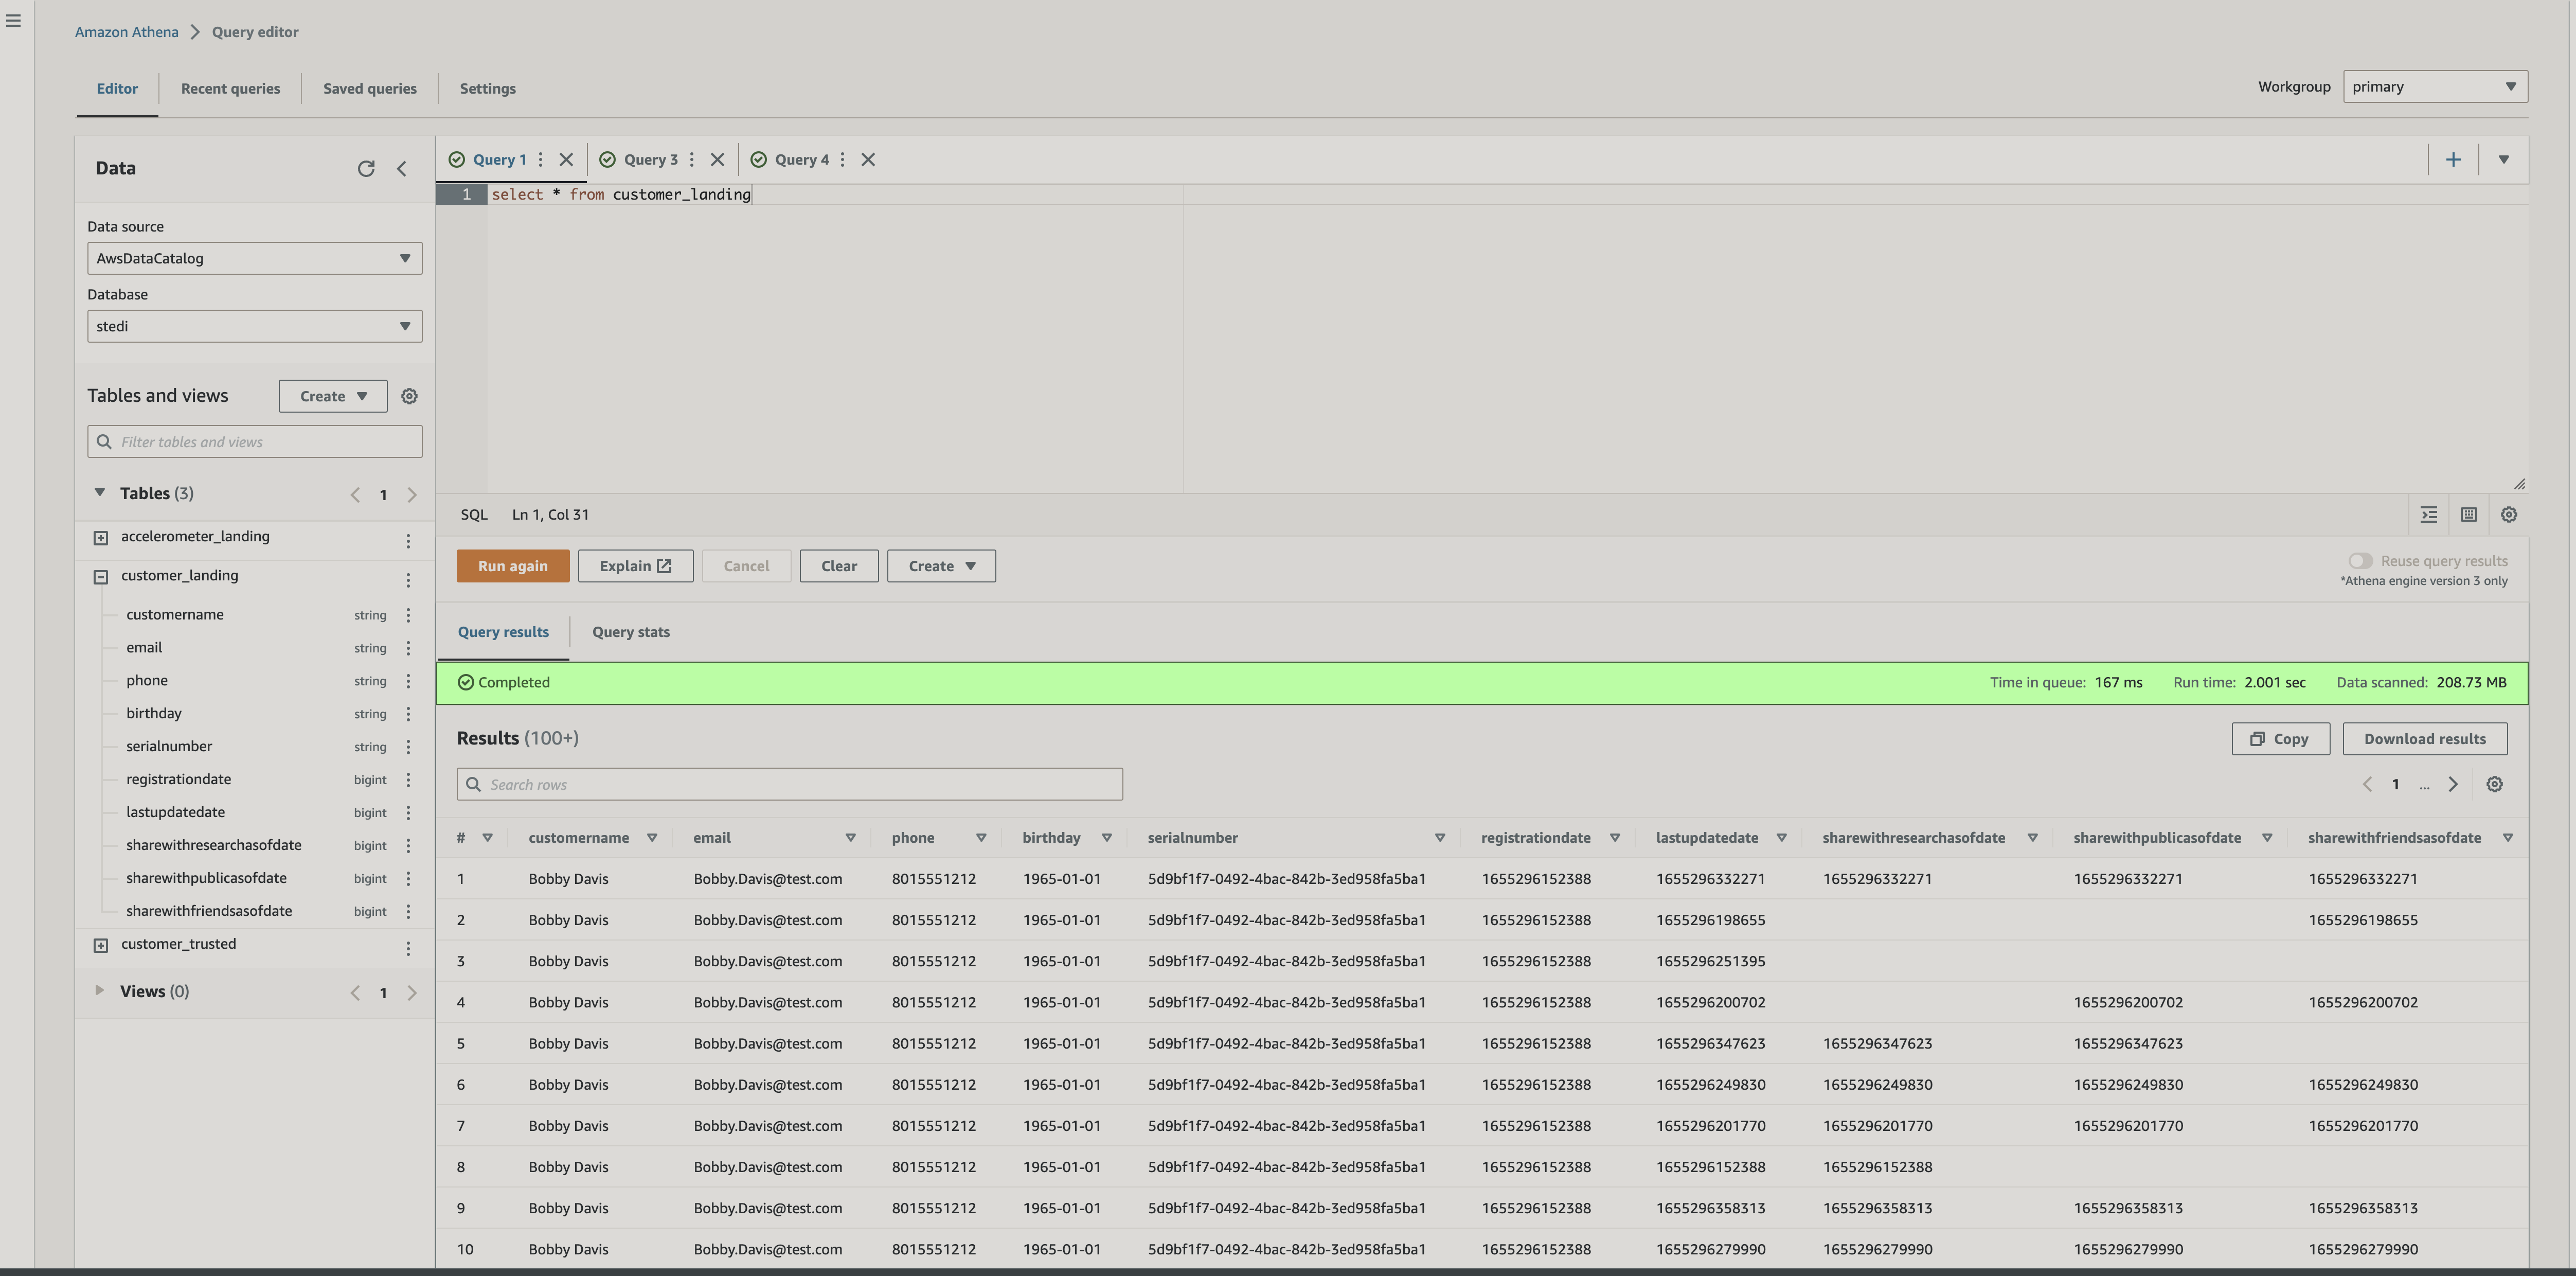 Amazon Athena > Query editor
Editor Recent queries Saved queries Settings
Workgroup primary
Data
Data source
AwsDataCatalog
Database
stedi
Tables and views Create
Filter tables and views
Tables (3) < 1 >
accelerometer_landing
customer_landing
customername string
email string
phone string
birthday string
serialnumber string
registrationdate bigint
lastupdatedate bigint
sharewithresearchasofdate bigint
sharewithpublicasofdate bigint
sharewithfriendsasofdate bigint
customer_trusted
Views (0) < 1 >
Query 1 Query 3 Query 4
1 select * from customer_landing
SQL Ln 1, Col 31
Run again Explain Cancel Clear Create
Reuse query results
*Athena engine version 3 only
Query results Query stats
Completed Time in queue: 167 ms Run time: 2.001 sec Data scanned: 208.73 MB
Results (100+) Copy Download results
Search rows
< 1 ... >
# customername email phone birthday serialnumber registrationdate lastupdatedate sharewithresearchasofdate sharewithpublicasofdate sharewithfriendsasofdate
1 Bobby Davis Bobby.Davis@test.com 8015551212 1965-01-01 5d9bf1f7-0492-4bac-842b-3ed958fa5ba1 1655296152388 1655296332271 1655296332271 1655296332271 1655296332271
2 Bobby Davis Bobby.Davis@test.com 8015551212 1965-01-01 5d9bf1f7-0492-4bac-842b-3ed958fa5ba1 1655296152388 1655296198655 1655296198655
3 Bobby Davis Bobby.Davis@test.com 8015551212 1965-01-01 5d9bf1f7-0492-4bac-842b-3ed958fa5ba1 1655296152388 1655296251395
4 Bobby Davis Bobby.Davis@test.com 8015551212 1965-01-01 5d9bf1f7-0492-4bac-842b-3ed958fa5ba1 1655296152388 1655296200702 1655296200702 1655296200702
5 Bobby Davis Bobby.Davis@test.com 8015551212 1965-01-01 5d9bf1f7-0492-4bac-842b-3ed958fa5ba1 1655296152388 1655296347623 1655296347623 1655296347623
6 Bobby Davis Bobby.Davis@test.com 8015551212 1965-01-01 5d9bf1f7-0492-4bac-842b-3ed958fa5ba1 1655296152388 1655296249830 1655296249830 1655296249830 1655296249830
7 Bobby Davis Bobby.Davis@test.com 8015551212 1965-01-01 5d9bf1f7-0492-4bac-842b-3ed958fa5ba1 1655296152388 1655296201770 1655296201770 1655296201770 1655296201770
8 Bobby Davis Bobby.Davis@test.com 8015551212 1965-01-01 5d9bf1f7-0492-4bac-842b-3ed958fa5ba1 1655296152388 1655296152388 1655296152388
9 Bobby Davis Bobby.Davis@test.com 8015551212 1965-01-01 5d9bf1f7-0492-4bac-842b-3ed958fa5ba1 1655296152388 1655296358313 1655296358313 1655296358313 1655296358313
10 Bobby Davis Bobby.Davis@test.com 8015551212 1965-01-01 5d9bf1f7-0492-4bac-842b-3ed958fa5ba1 1655296152388 1655296279990 1655296279990 1655296279990 1655296279990